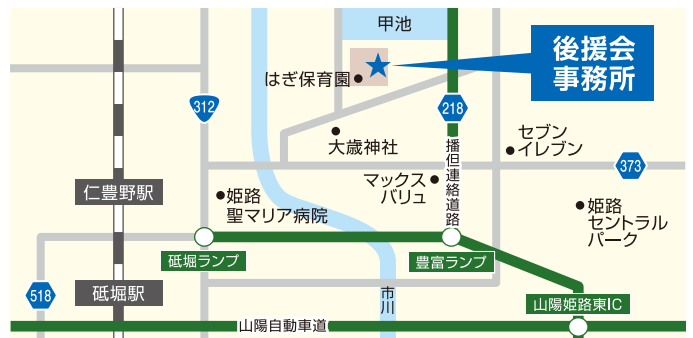 甲池
後援会
事務所
はぎ保育園
312
218
大歳神社
セブン
イレブン
播但連絡道路
373
マックス
バリュ
仁豊野駅
姫路
聖マリア病院
姫路
セントラル
パーク
砥堀ランプ
豊富ランプ
518
砥堀駅
市川
山陽姫路東IC
山陽自動車道